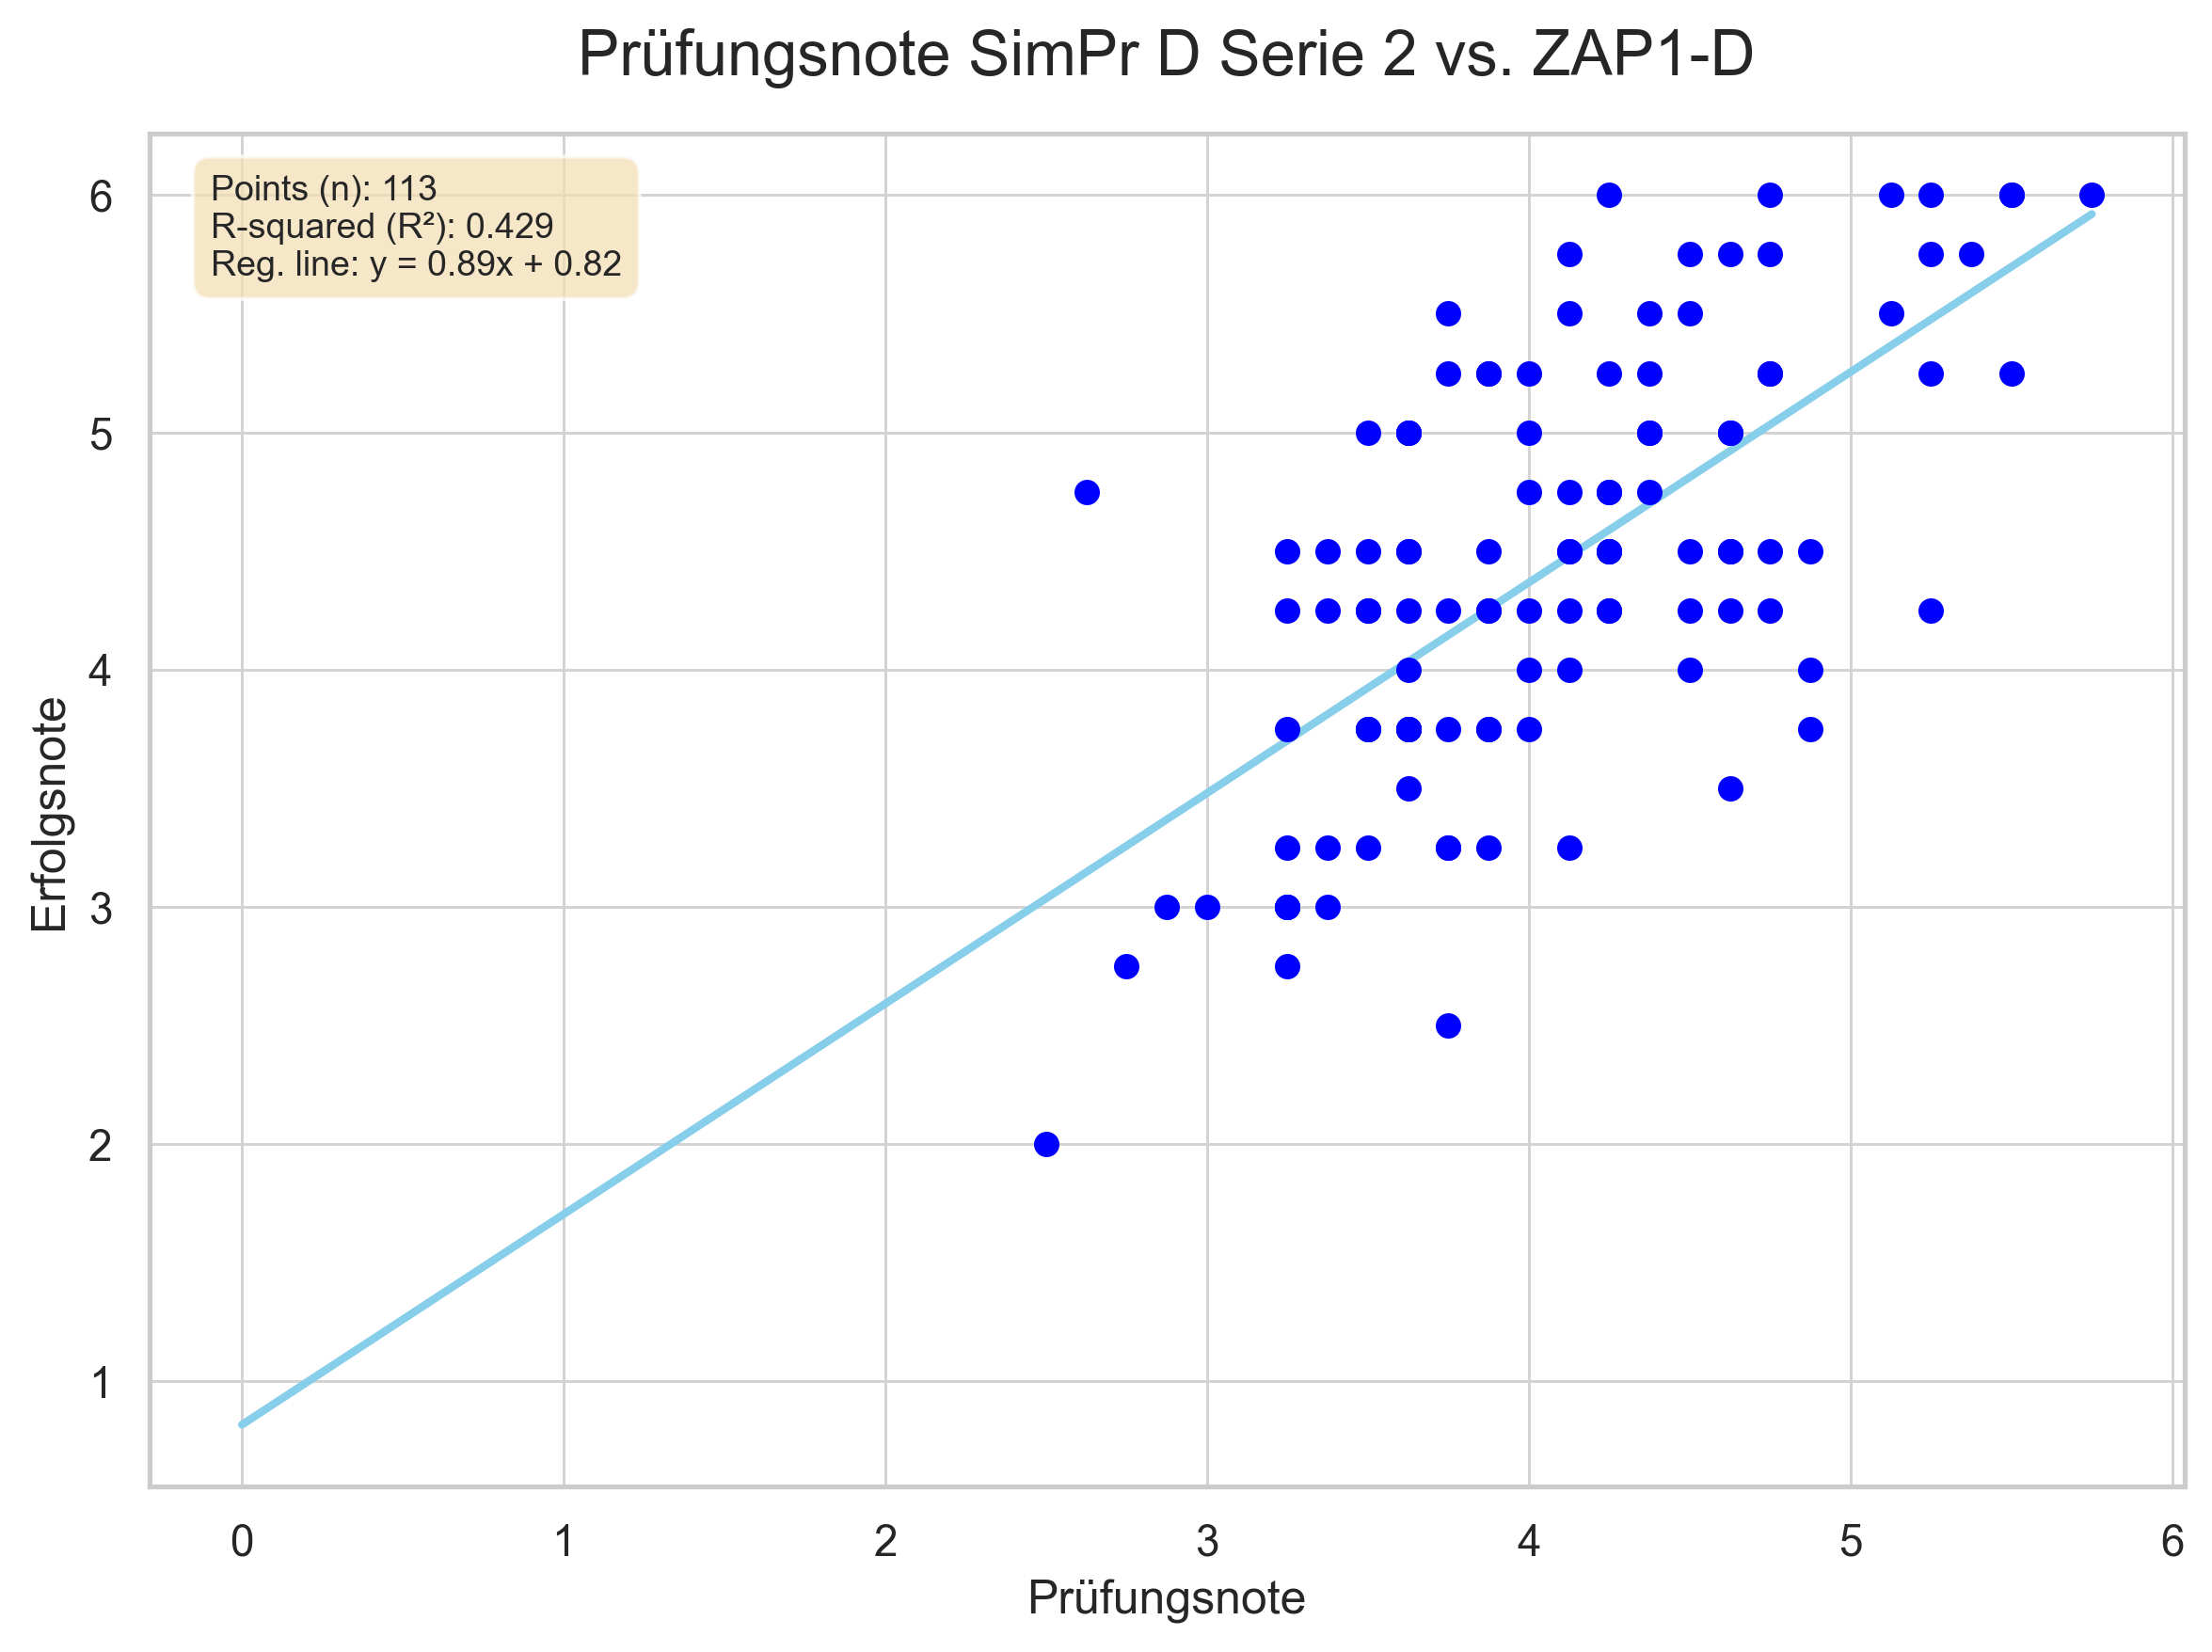 Prüfungsnote SimPr D Serie 2 vs. ZAP1-D
Points (n): 113
R-squared (R²): 0.429
Reg. line: y = 0.89x + 0.82
6
5
4
3
2
1
Erfolgsnote
0 1 2 3 4 5 6
Prüfungsnote